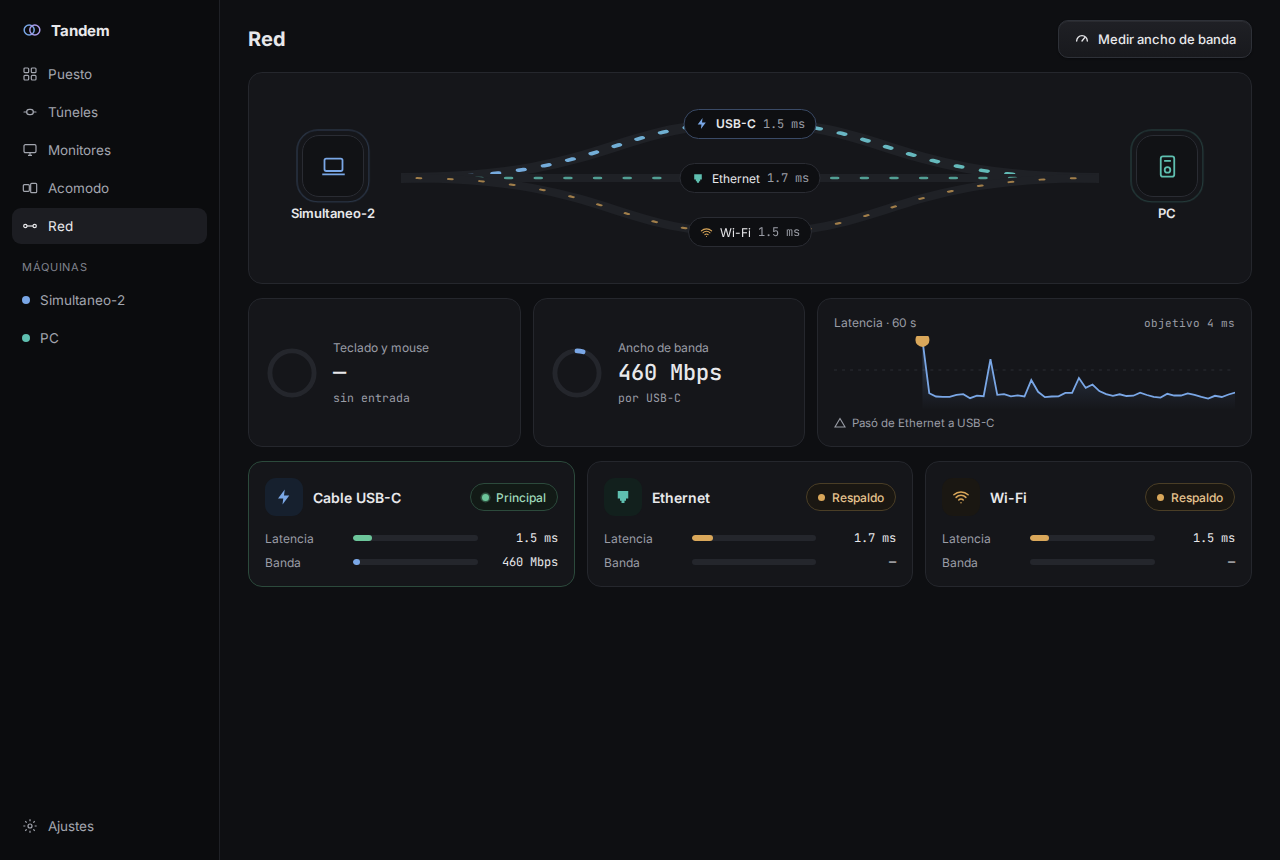 Tandem
Puesto
Túneles
Monitores
Acomodo
Red
MÁQUINAS
Simultaneo-2
PC
Ajustes
Red
Medir ancho de banda
USB-C 1.5 ms
Ethernet 1.7 ms
Wi-Fi 1.5 ms
Simultaneo-2
PC
Teclado y mouse
—
sin entrada
Ancho de banda
460 Mbps
por USB-C
Latencia · 60 s
objetivo 4 ms
Pasó de Ethernet a USB-C
Cable USB-C
Principal
Latencia 1.5 ms
Banda 460 Mbps
Ethernet
Respaldo
Latencia 1.7 ms
Banda —
Wi-Fi
Respaldo
Latencia 1.5 ms
Banda —